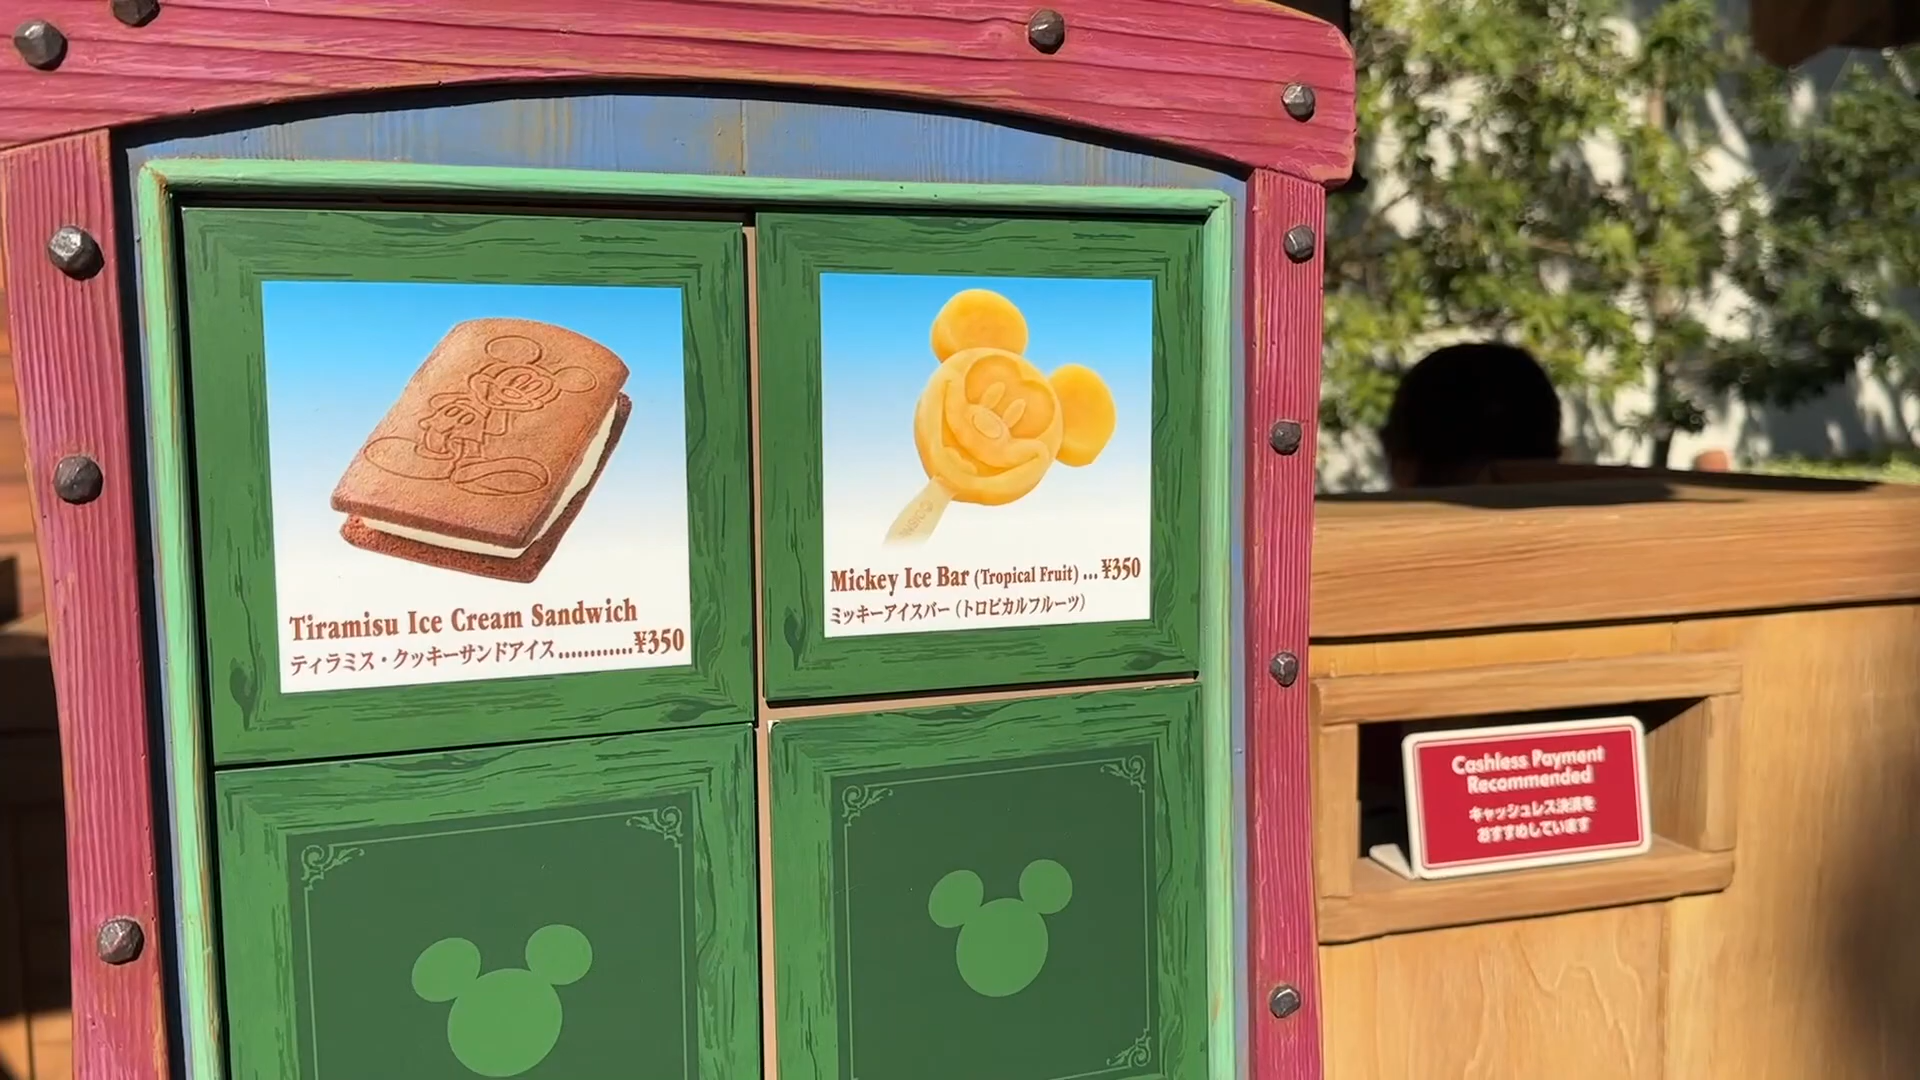 Tiramisu Ice Cream Sandwich
ティラミス・クッキーサンドアイス............¥350
Mickey Ice Bar (Tropical Fruit) ... ¥350
ミッキーアイスバー (トロピカルフルーツ)
Cashless Payment
Recommended
キャッシュレス決済を
おすすめしています